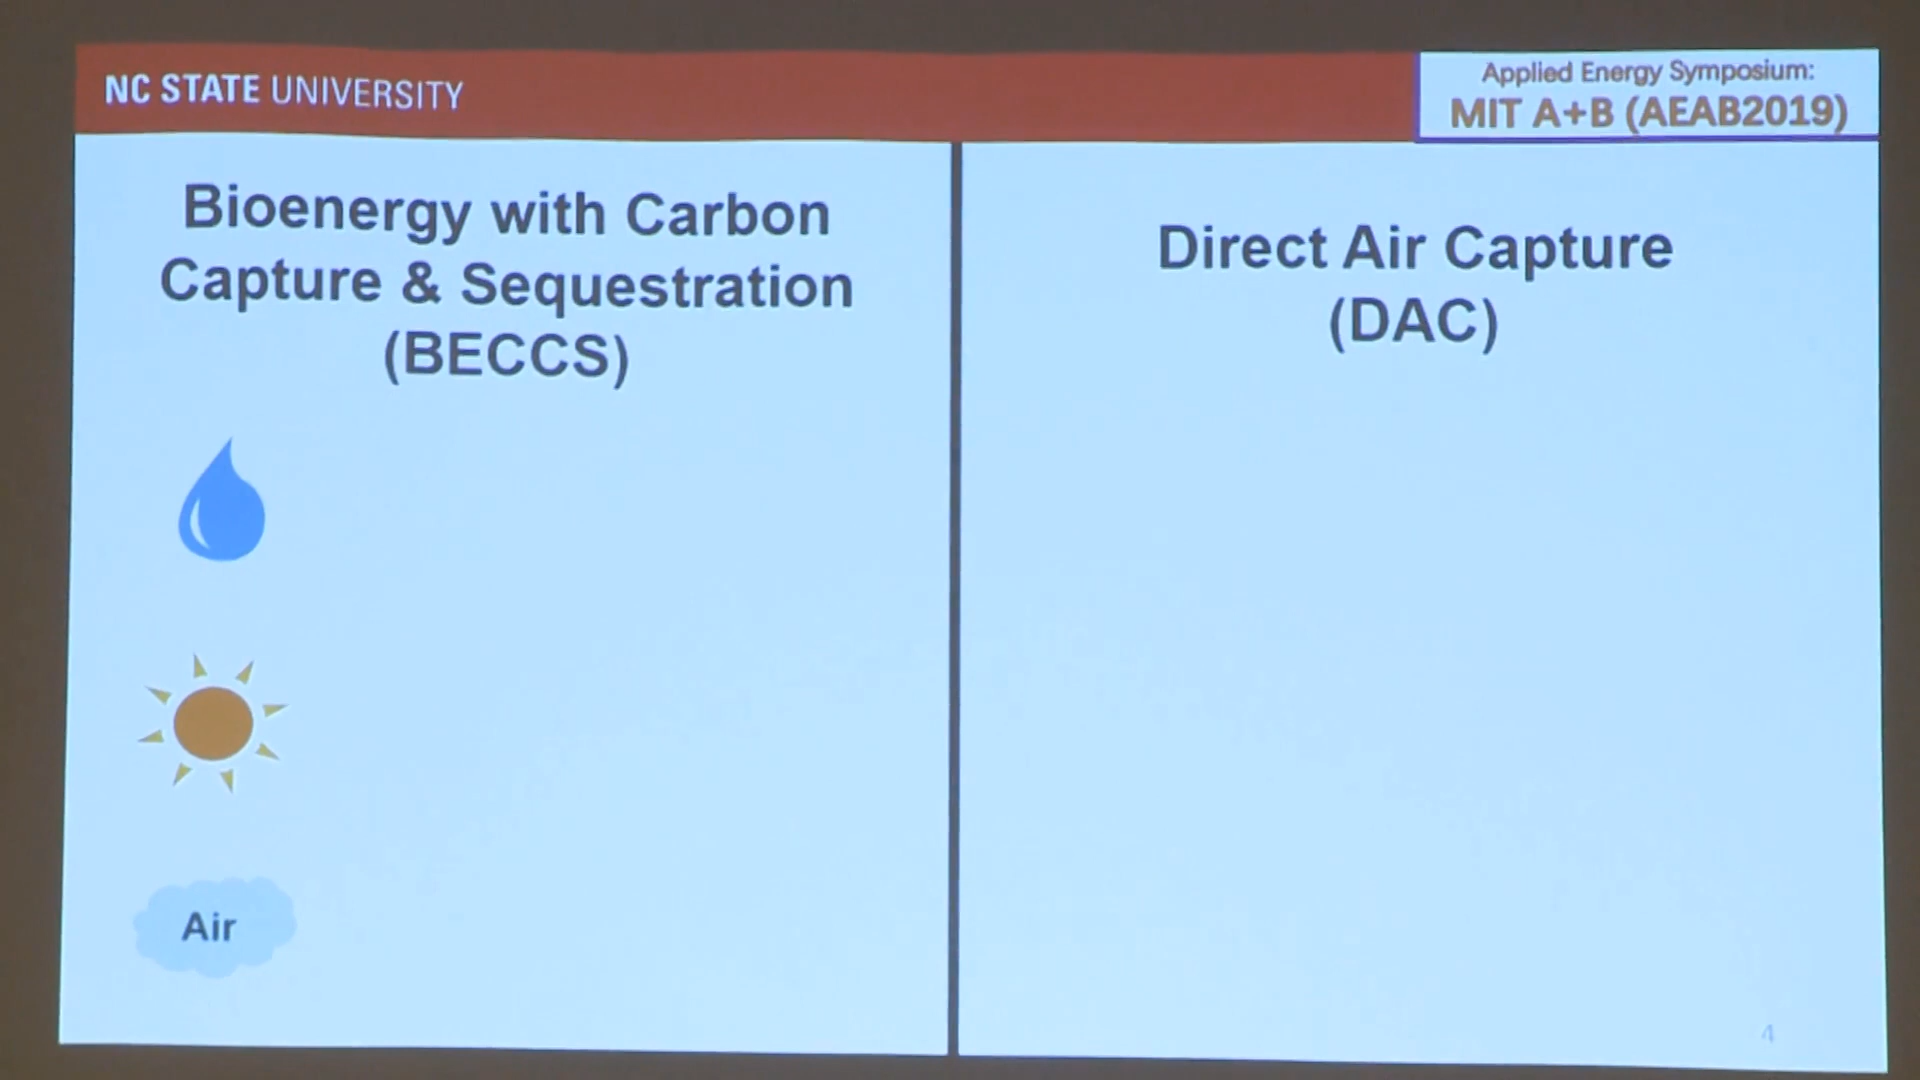 NC STATE UNIVERSITY
Applied Energy Symposium:
MIT A+B (AEAB2019)
Bioenergy with Carbon
Capture & Sequestration
(BECCS)
Air
Direct Air Capture
(DAC)
4